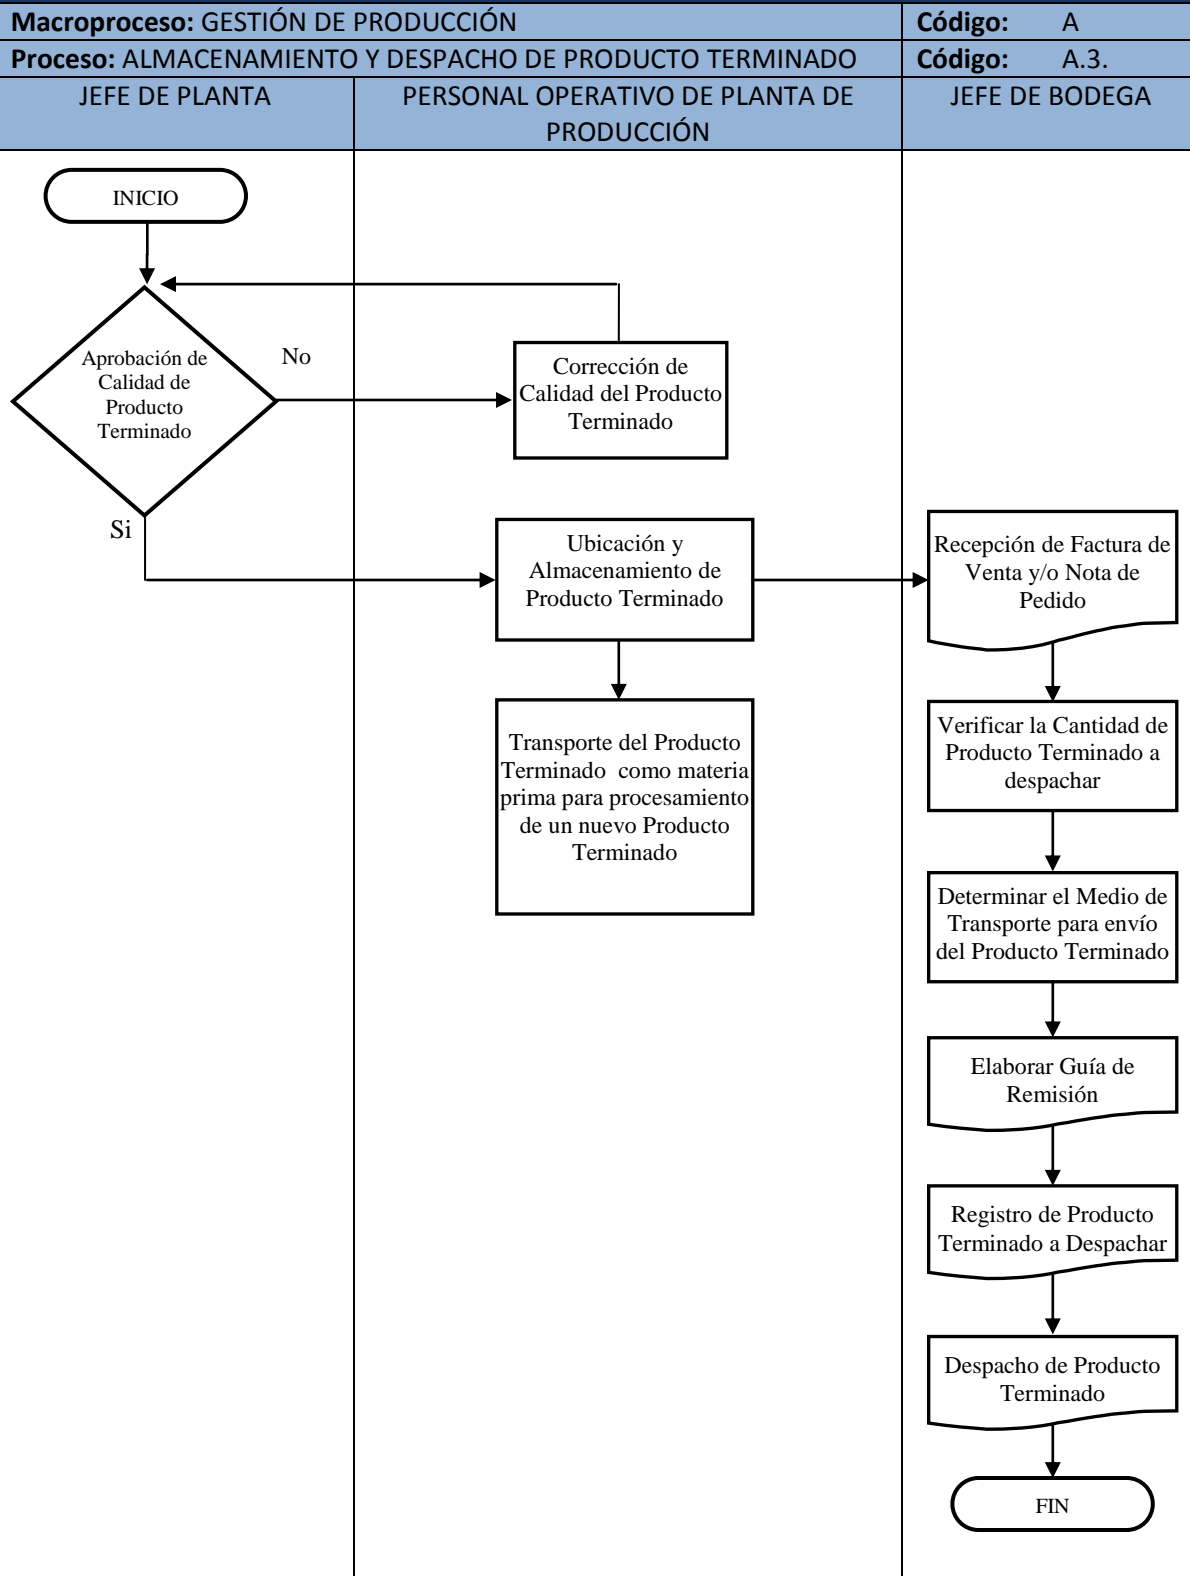 Macroproceso: GESTIÓN DE PRODUCCIÓN
Código: A
Proceso: ALMACENAMIENTO Y DESPACHO DE PRODUCTO TERMINADO
Código: A.3.
JEFE DE PLANTA
PERSONAL OPERATIVO DE PLANTA DE
PRODUCCIÓN
JEFE DE BODEGA
INICIO
Aprobación de
Calidad de
Producto
Terminado
No
Corrección de
Calidad del Producto
Terminado
Si
Ubicación y
Almacenamiento de
Producto Terminado
Recepción de Factura de
Venta y/o Nota de
Pedido
Transporte del Producto
Terminado como materia
prima para procesamiento
de un nuevo Producto
Terminado
Verificar la Cantidad de
Producto Terminado a
despachar
Determinar el Medio de
Transporte para envío
del Producto Terminado
Elaborar Guía de
Remisión
Registro de Producto
Terminado a Despachar
Despacho de Producto
Terminado
FIN